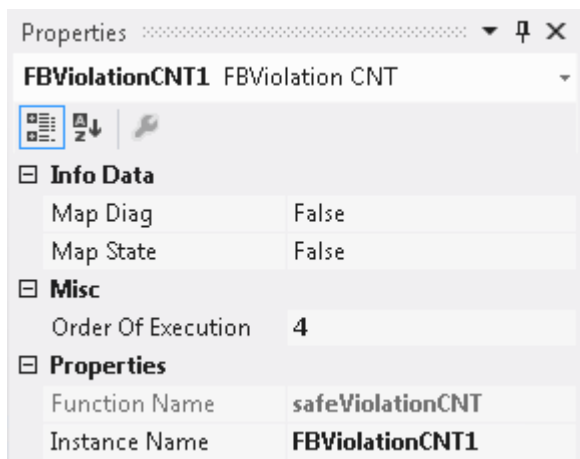 Properties
FBViolationCNT1 FBViolation CNT
Info Data
Map Diag False
Map State False
Misc
Order Of Execution 4
Properties
Function Name safeViolationCNT
Instance Name FBViolationCNT1